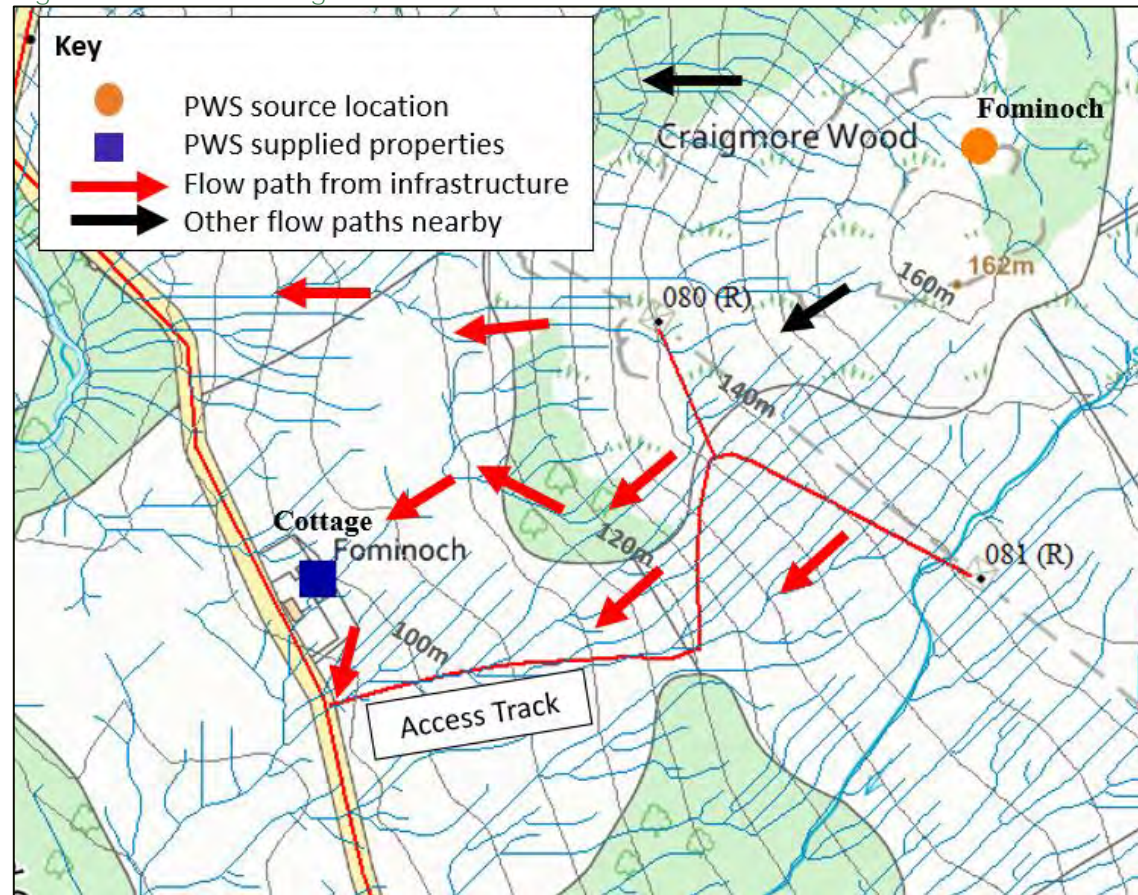 Key
PWS source location
PWS supplied properties
Flow path from infrastructure
Other flow paths nearby
Fominoch
Craigmore Wood
162m
160m
080 (R)
140m
Cottage
Fominoch
120m
081 (R)
100m
Access Track